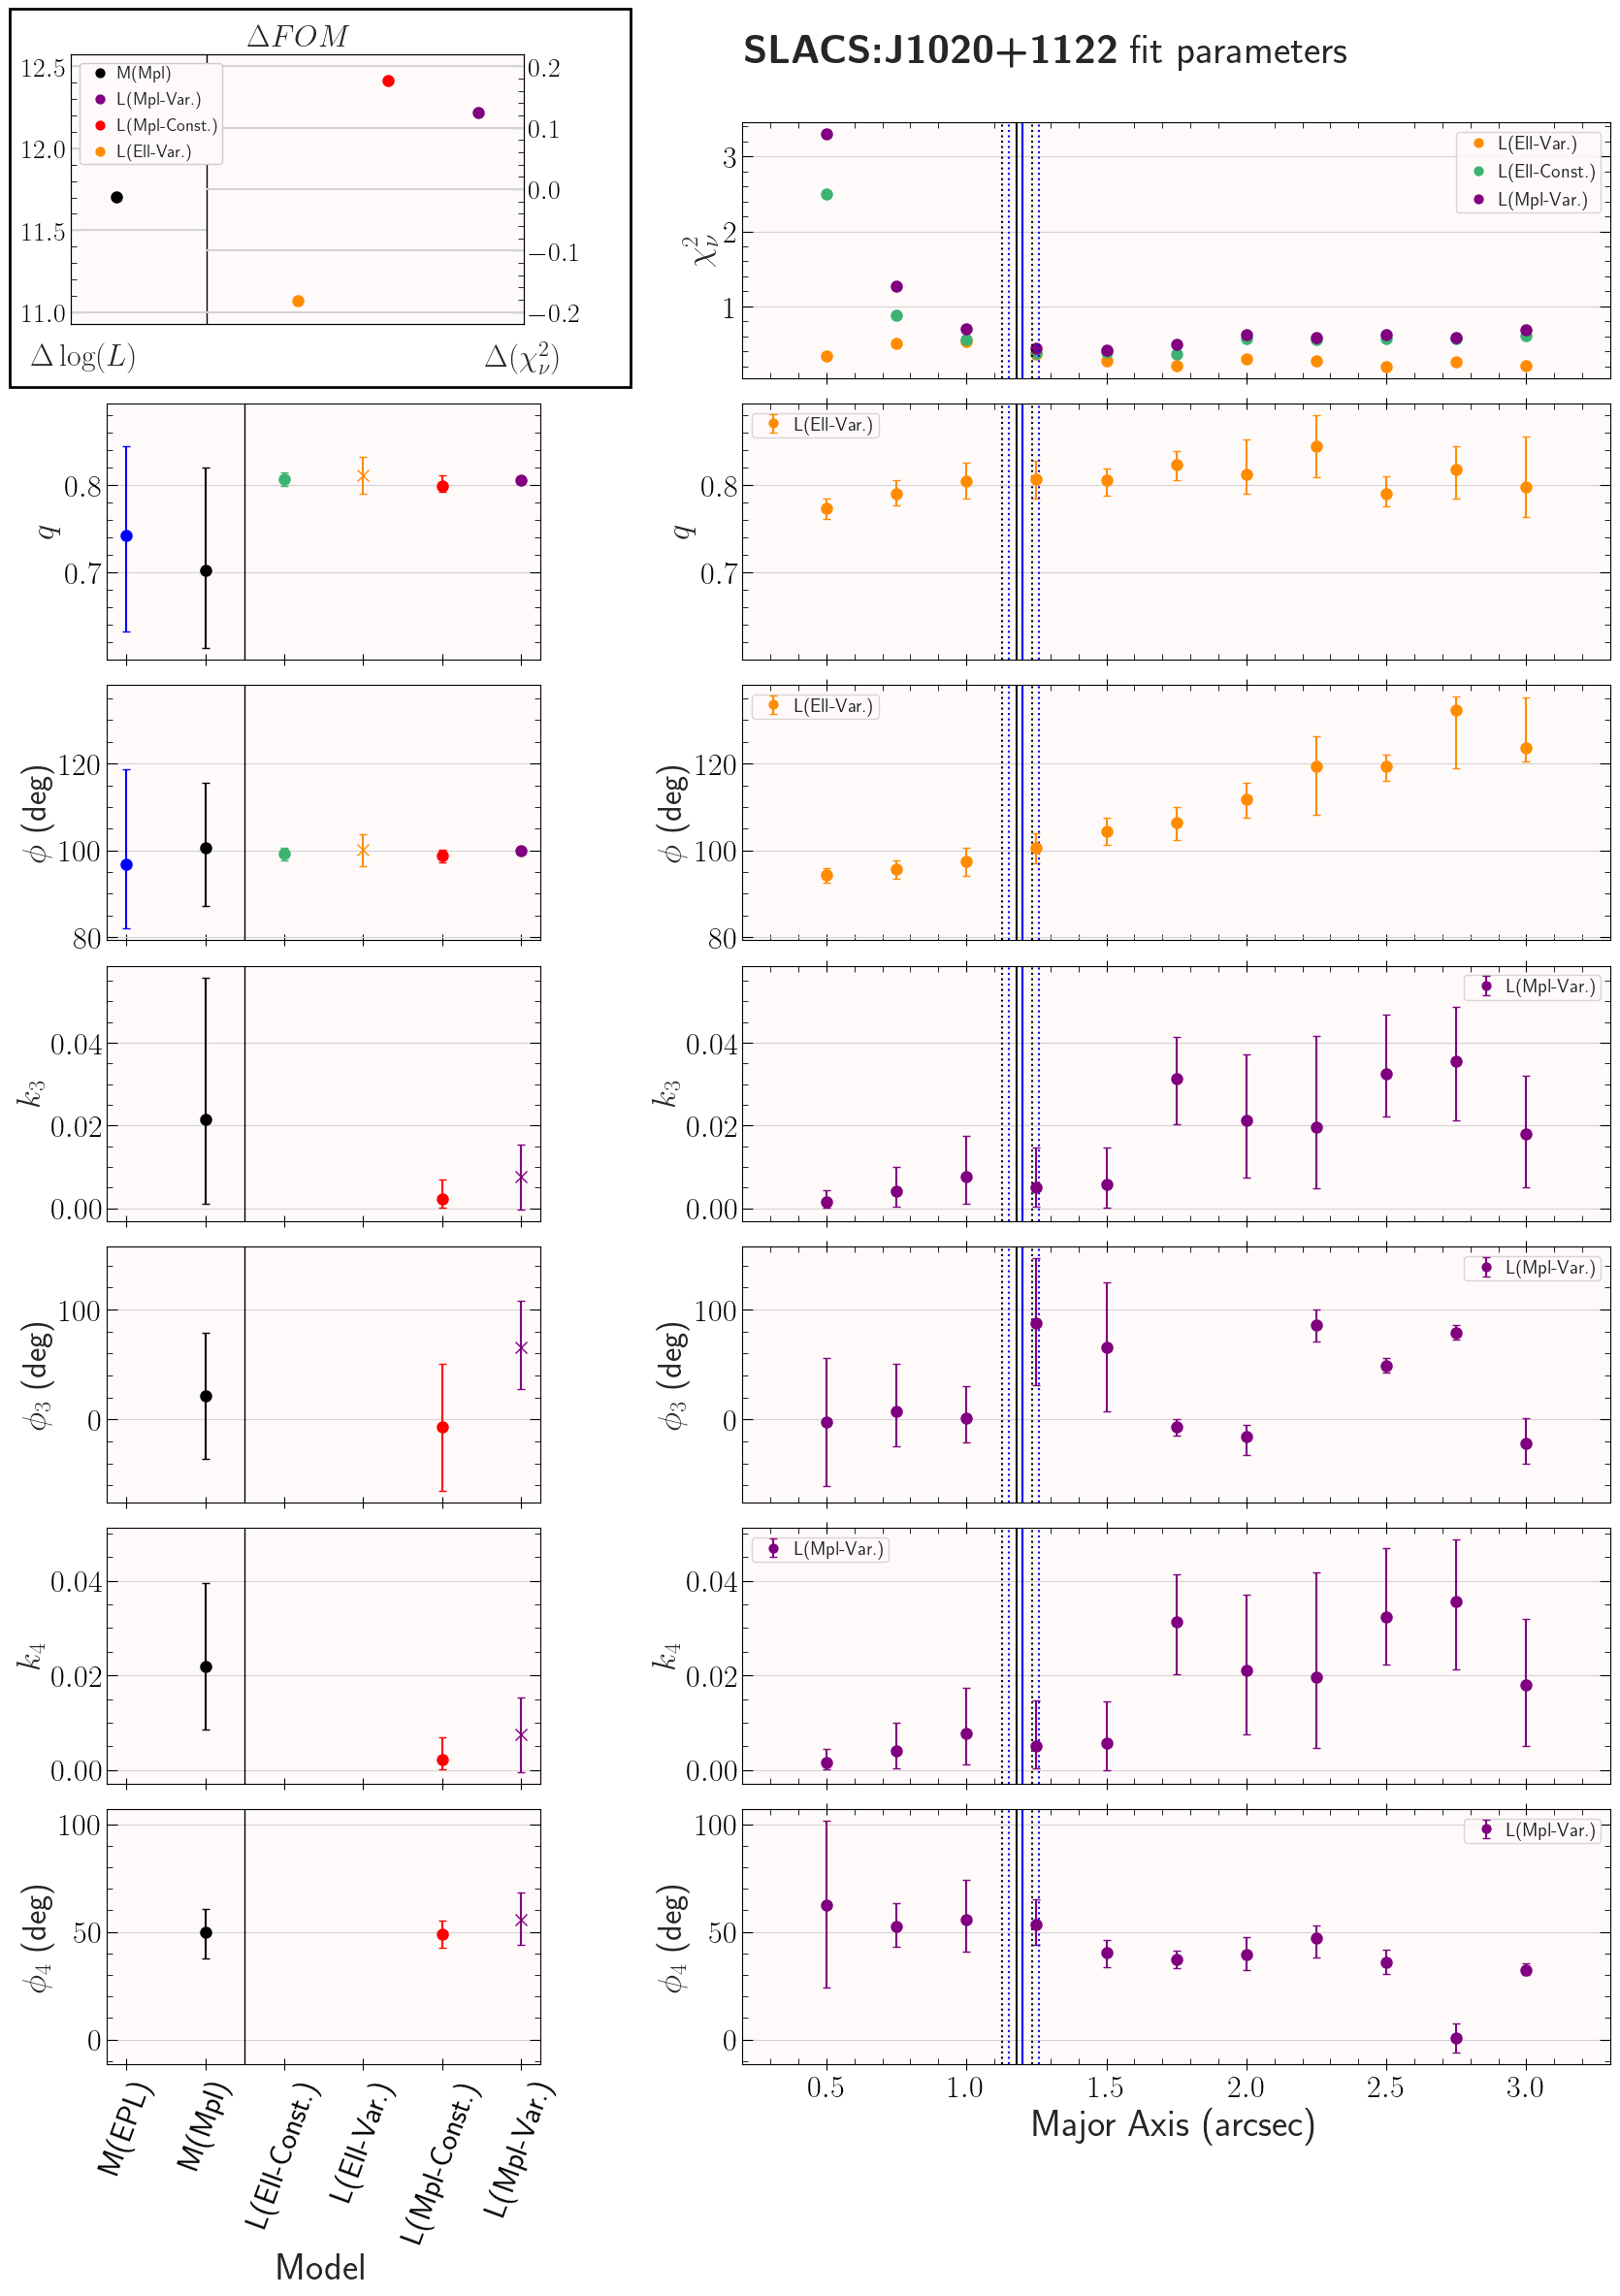 ΔFOM
12.5
12.0
11.5
11.0
M(Mpl)
L(Mpl-Var.)
L(Mpl-Const.)
L(Ell-Var.)
0.2
0.1
0.0
−0.1
−0.2
Δ log(L)
Δ(χ²ᵥ)
SLACS:J1020+1122 fit parameters
χ²ᵥ
3
2
1
L(Ell-Var.)
L(Ell-Const.)
L(Mpl-Var.)
q
0.8
0.7
q
0.8
0.7
L(Ell-Var.)
ϕ (deg)
120
100
80
ϕ (deg)
120
100
80
L(Ell-Var.)
k₃
0.04
0.02
0.00
k₃
0.04
0.02
0.00
L(Mpl-Var.)
ϕ₃ (deg)
100
0
ϕ₃ (deg)
100
0
L(Mpl-Var.)
k₄
0.04
0.02
0.00
k₄
0.04
0.02
0.00
L(Mpl-Var.)
ϕ₄ (deg)
100
50
0
ϕ₄ (deg)
100
50
0
L(Mpl-Var.)
M(EPL)
M(Mpl)
L(Ell-Const.)
L(Ell-Var.)
L(Mpl-Const.)
L(Mpl-Var.)
Model
0.5 1.0 1.5 2.0 2.5 3.0
Major Axis (arcsec)